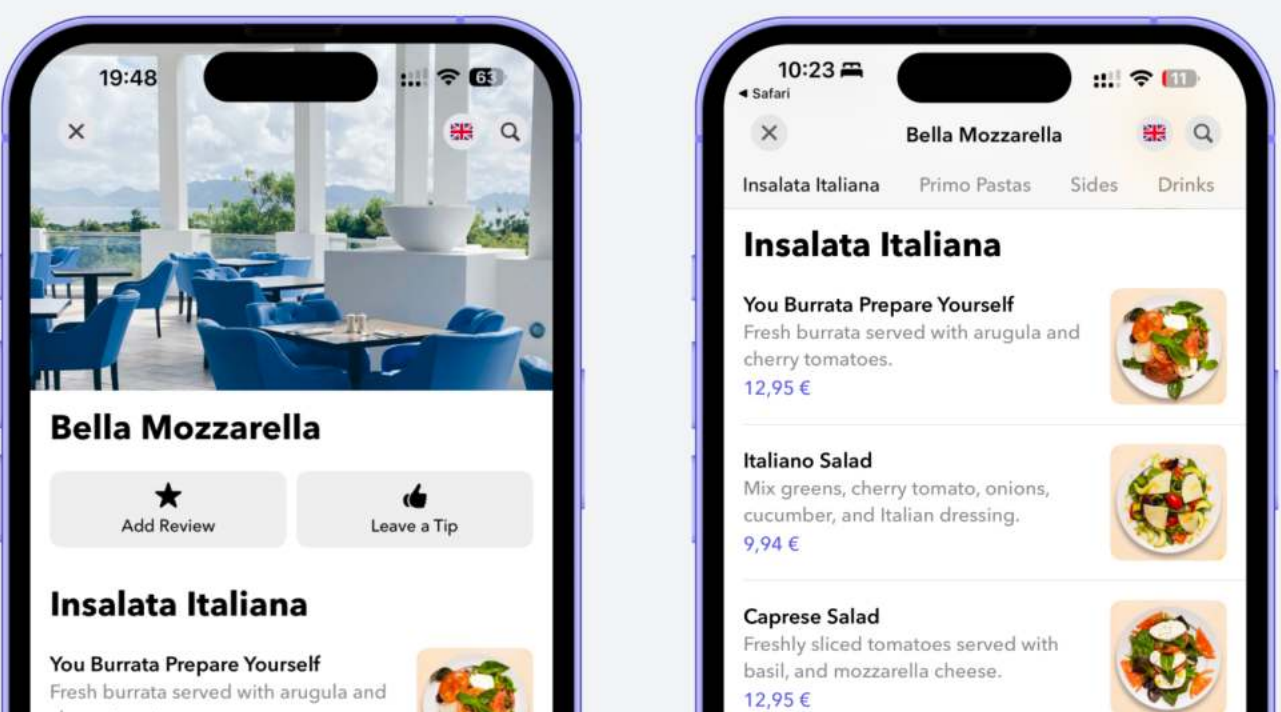 19:48
63
Bella Mozzarella
Add Review
Leave a Tip
Insalata Italiana
You Burrata Prepare Yourself
Fresh burrata served with arugula and
10:23
11
◀ Safari
Bella Mozzarella
Insalata Italiana Primo Pastas Sides Drinks
Insalata Italiana
You Burrata Prepare Yourself
Fresh burrata served with arugula and
cherry tomatoes.
12,95 €
Italiano Salad
Mix greens, cherry tomato, onions,
cucumber, and Italian dressing.
9,94 €
Caprese Salad
Freshly sliced tomatoes served with
basil, and mozzarella cheese.
12,95 €